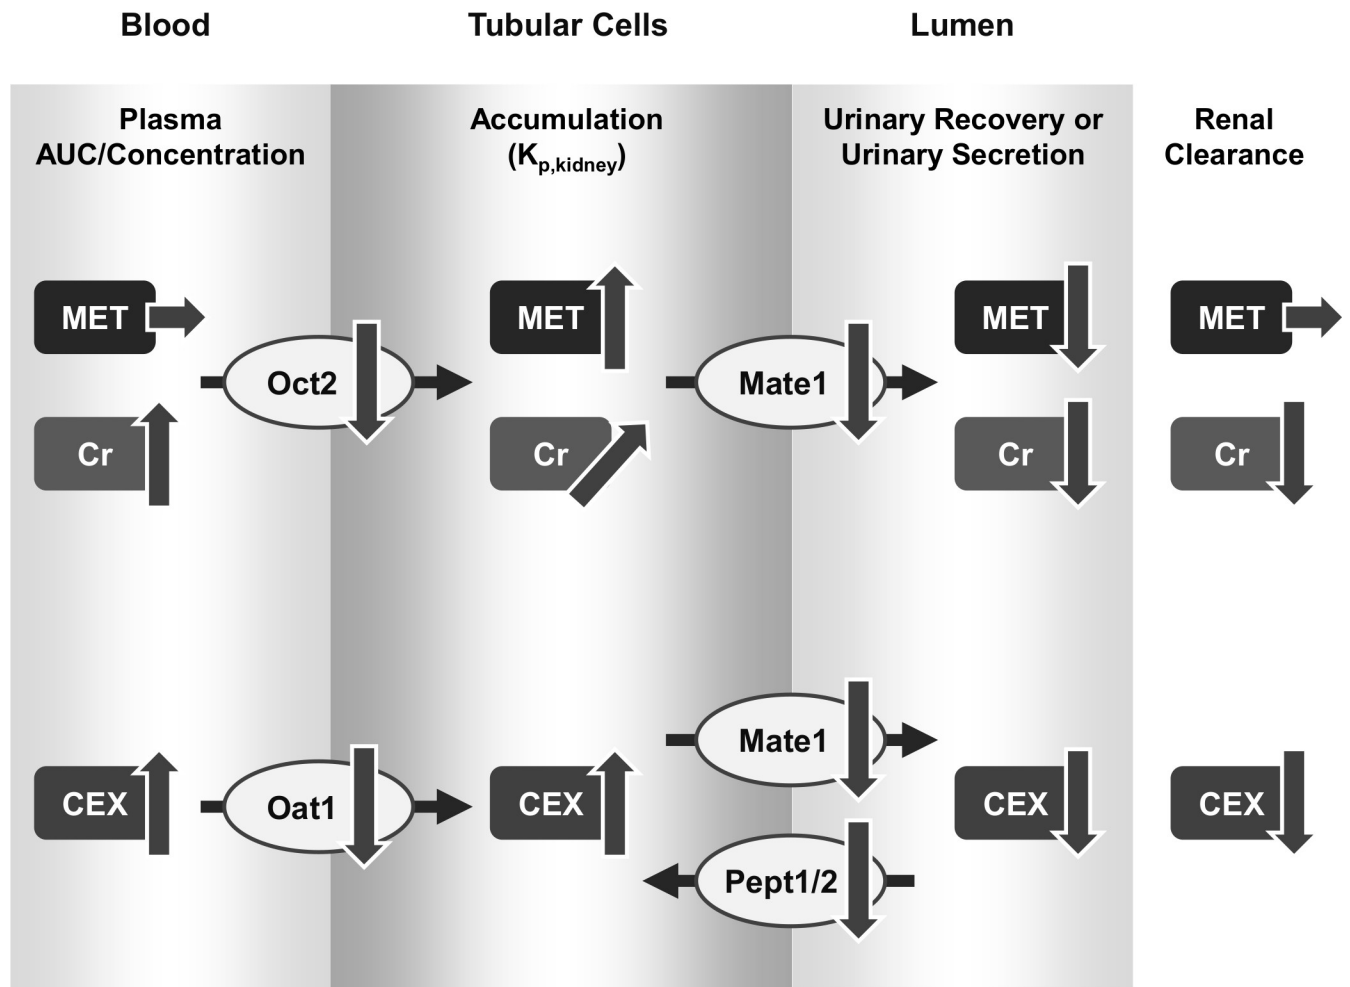 Blood
Tubular Cells
Lumen
Plasma
AUC/Concentration
Accumulation
(Kp,kidney)
Urinary Recovery or
Urinary Secretion
Renal
Clearance
MET
MET
MET
MET
Oct2
Mate1
Cr
Cr
Cr
Cr
Mate1
CEX
Oat1
CEX
CEX
CEX
Pept1/2